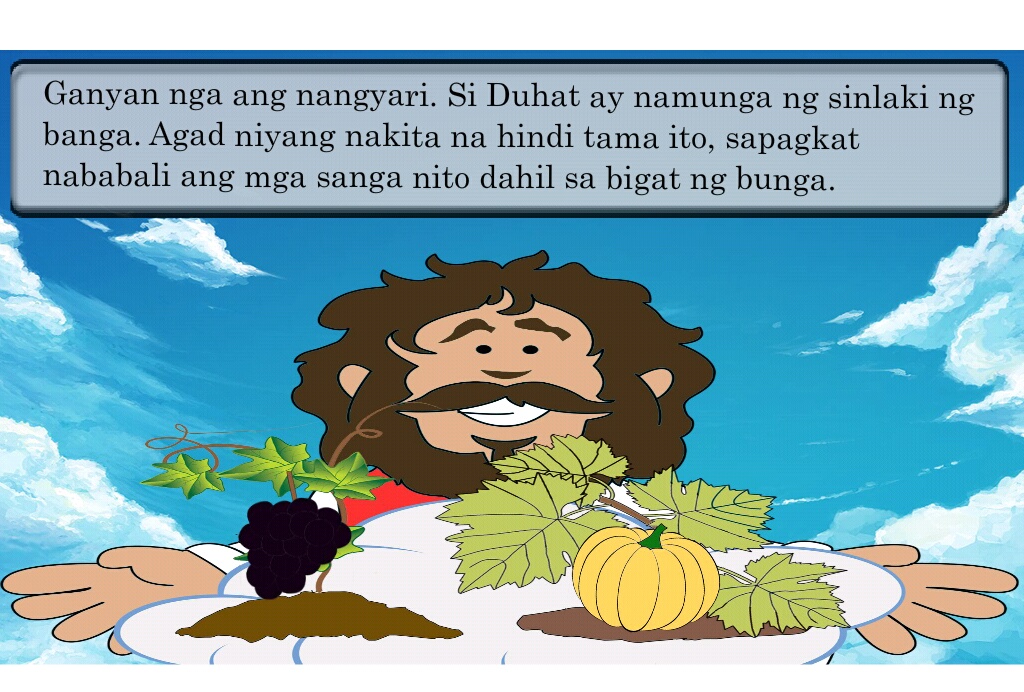 Ganyan nga ang nangyari. Si Duhat ay namunga ng sinlaki ng
banga. Agad niyang nakita na hindi tama ito, sapagkat
nababali ang mga sanga nito dahil sa bigat ng bunga.